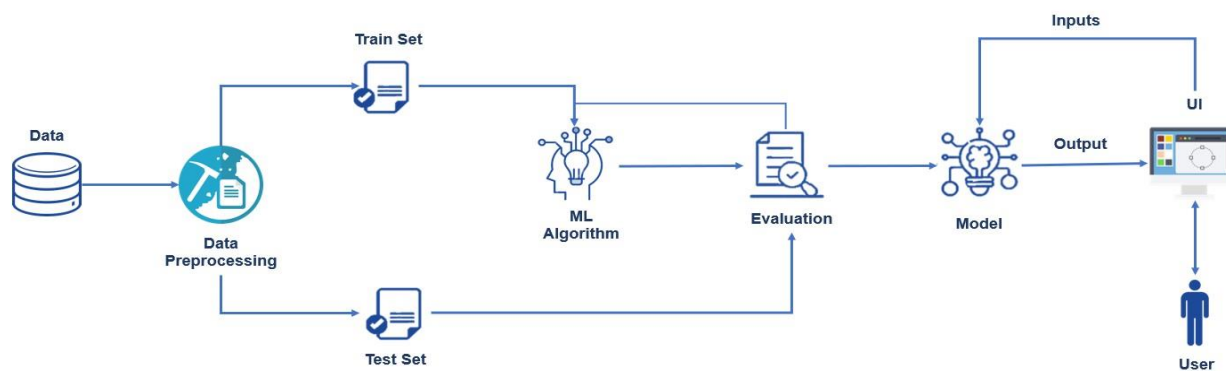 Inputs
Train Set
UI
Data
Output
ML
Algorithm
Evaluation
Model
Data
Preprocessing
Test Set
User